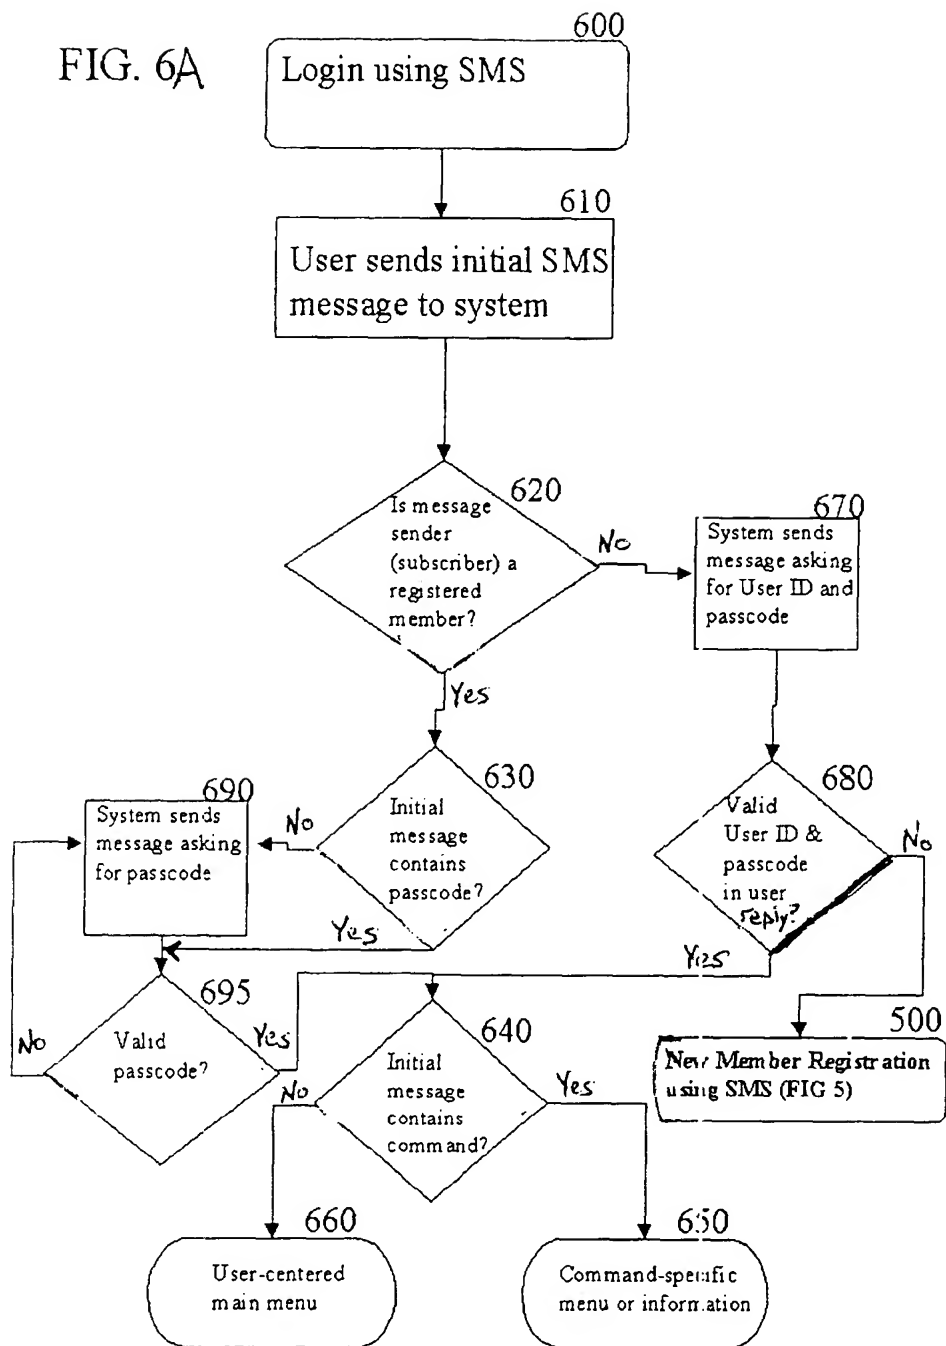 FIG. 6A
600
Login using SMS
610
User sends initial SMS
message to system
620
Is message
sender
(subscriber) a
registered
member?
No
670
System sends
message asking
for User ID and
passcode
Yes
630
Initial
message
contains
passcode?
No
690
System sends
message asking
for passcode
Yes
680
Valid
User ID &
passcode
in user
reply?
No
Yes
695
Valid
passcode?
No
Yes
640
Initial
message
contains
command?
No
Yes
500
New Member Registration
using SMS (FIG 5)
660
User-centered
main menu
650
Command-specific
menu or information